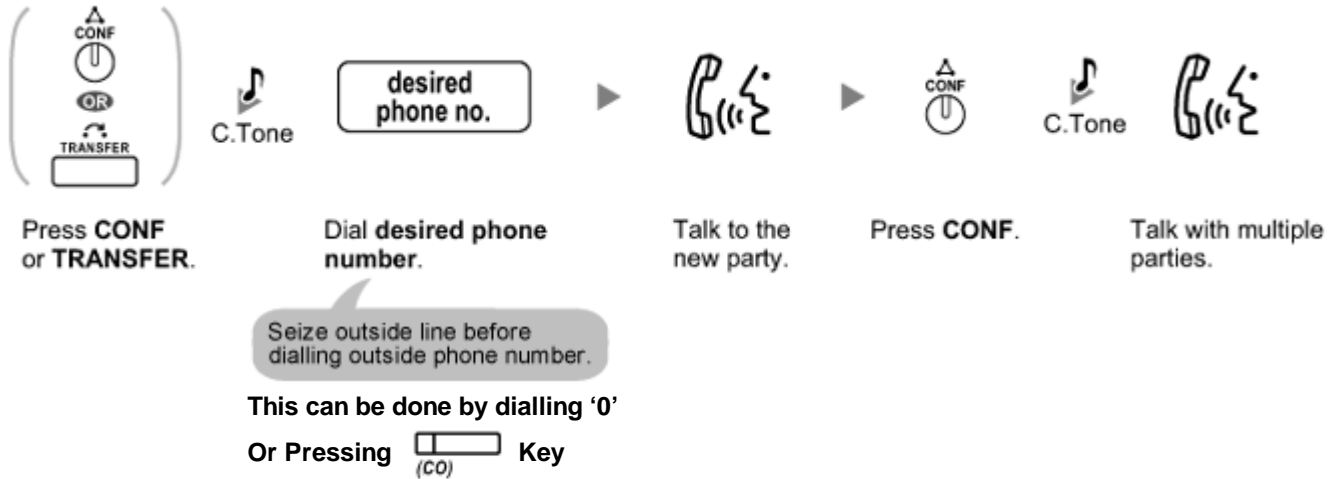 CONF
OR
TRANSFER
C.Tone
desired
phone no.
CONF
C.Tone
Press CONF
or TRANSFER.
Dial desired phone
number.
Talk to the
new party.
Press CONF.
Talk with multiple
parties.
Seize outside line before
dialling outside phone number.
This can be done by dialling ‘0’
Or Pressing (CO) Key